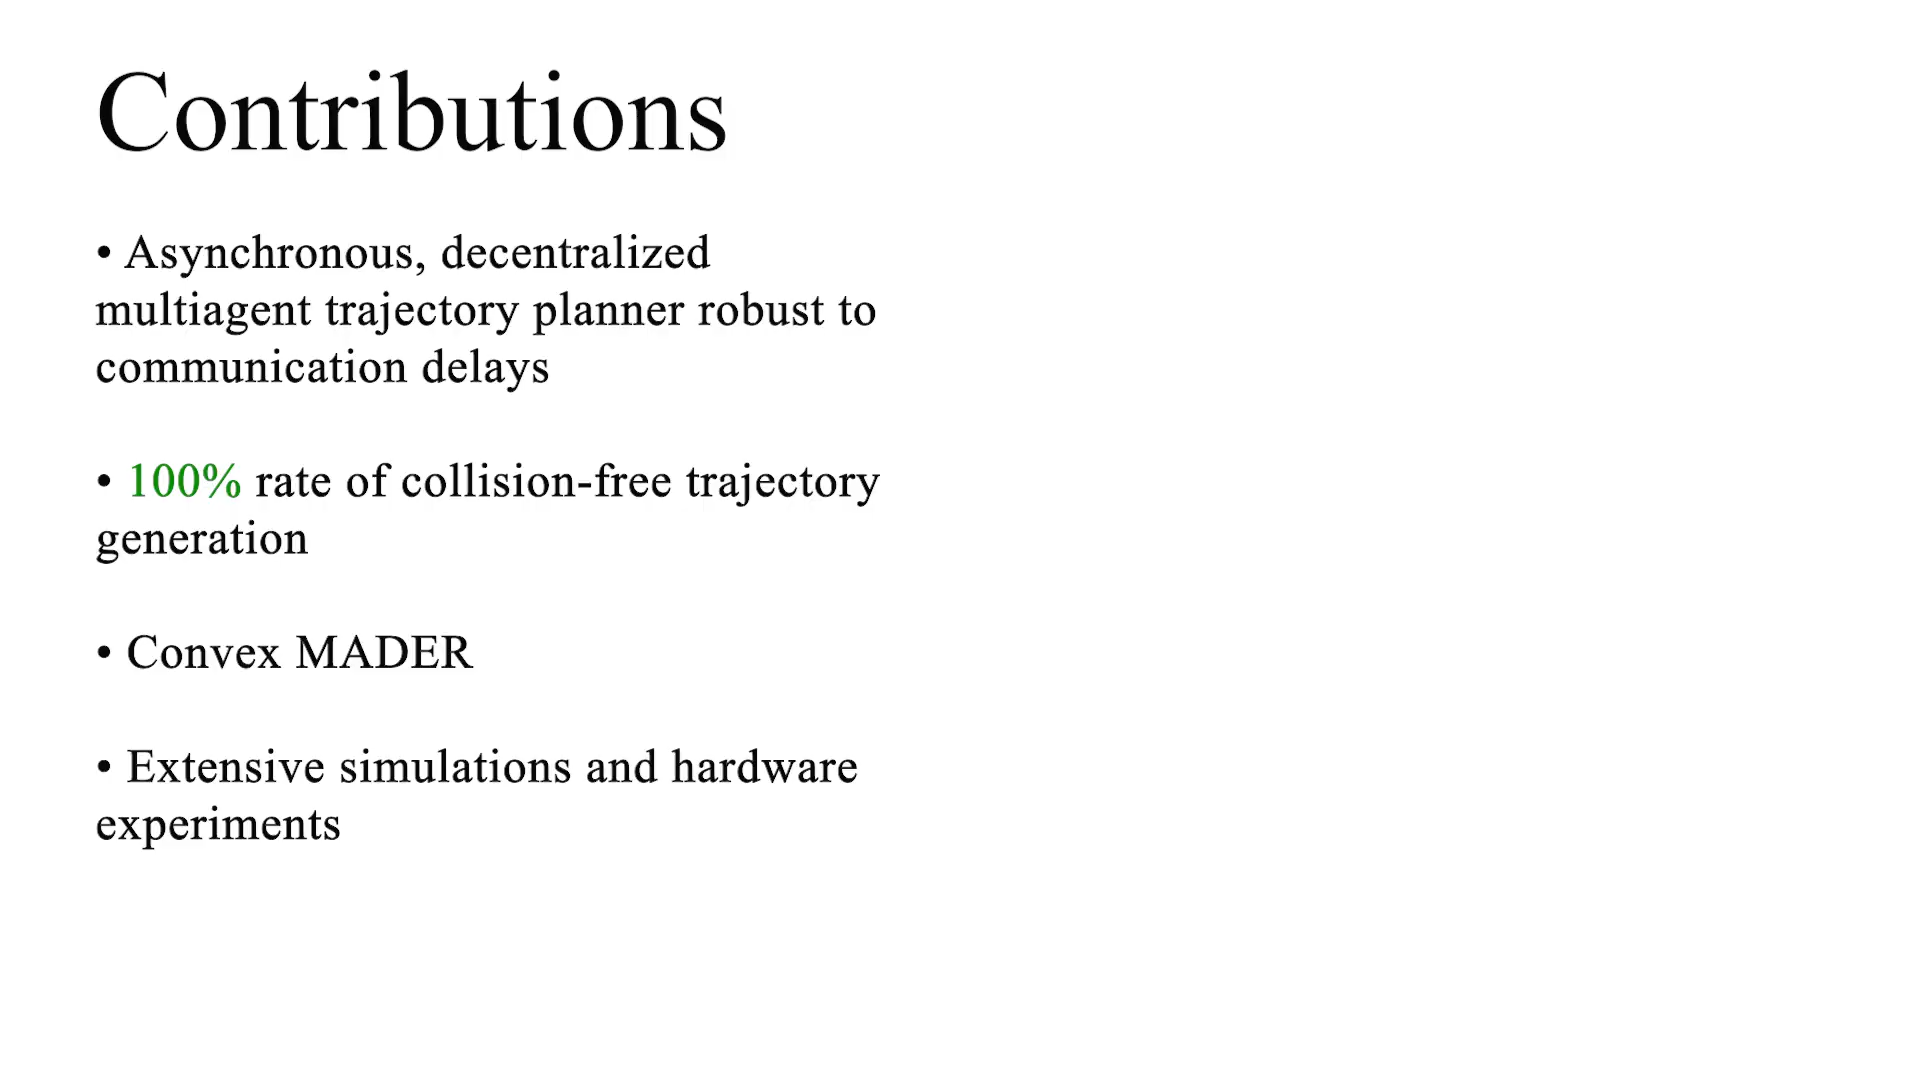 Contributions
• Asynchronous, decentralized
multiagent trajectory planner robust to
communication delays
• 100% rate of collision-free trajectory
generation
• Convex MADER
• Extensive simulations and hardware
experiments